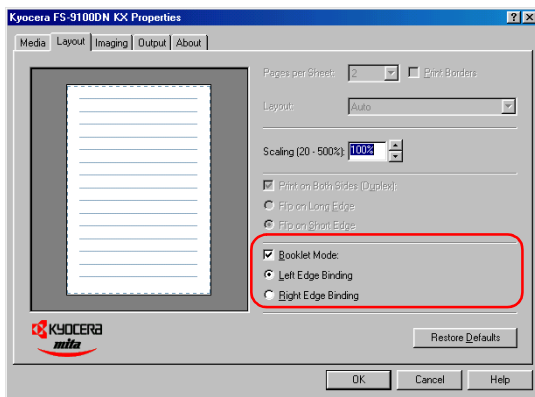 Kyocera FS-9100DN KX Properties
Media Layout Imaging Output About
Pages per Sheet: 2 Print Borders
Layout: Auto
Scaling (20 - 500%): 100%
Print on Both Sides (Duplex):
Flip on Long Edge
Flip on Short Edge
Booklet Mode:
Left Edge Binding
Right Edge Binding
KYOCERA
mita
Restore Defaults
OK Cancel Help